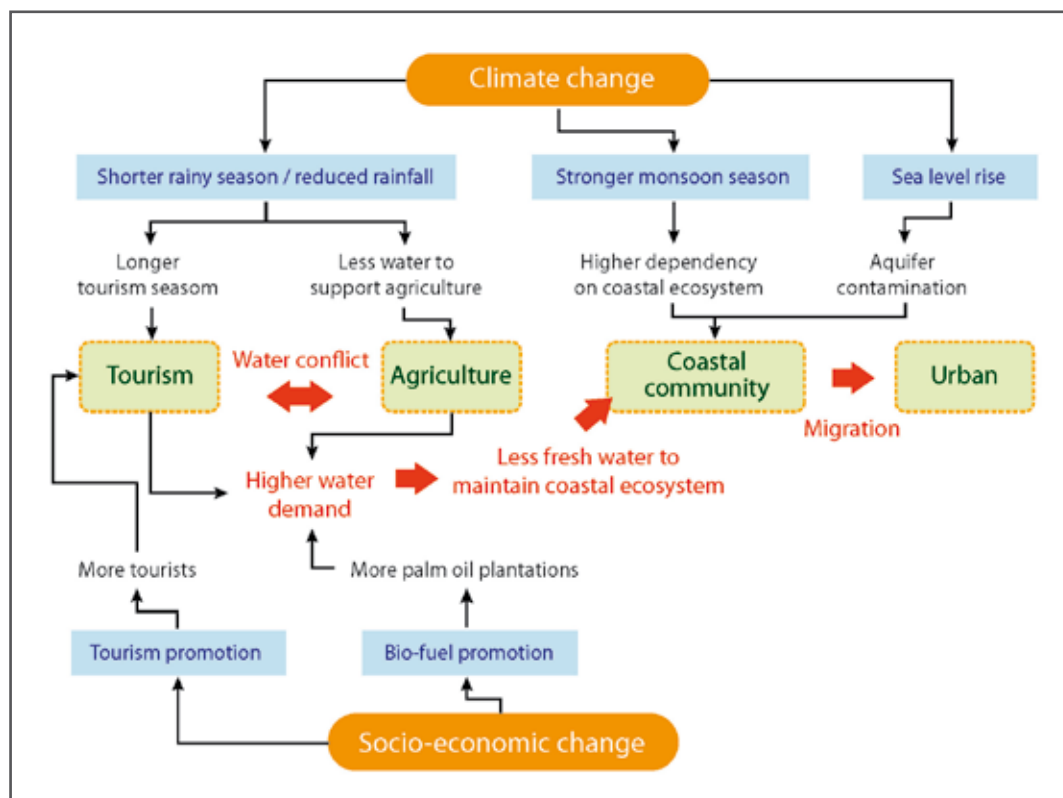 Climate change
Shorter rainy season / reduced rainfall
Stronger monsoon season
Sea level rise
Longer
tourism seasom
Less water to
support agriculture
Higher dependency
on coastal ecosystem
Aquifer
contamination
Tourism
Water conflict
Agriculture
Coastal
community
Urban
Migration
Higher water
demand
Less fresh water to
maintain coastal ecosystem
More tourists
More palm oil plantations
Tourism promotion
Bio-fuel promotion
Socio-economic change